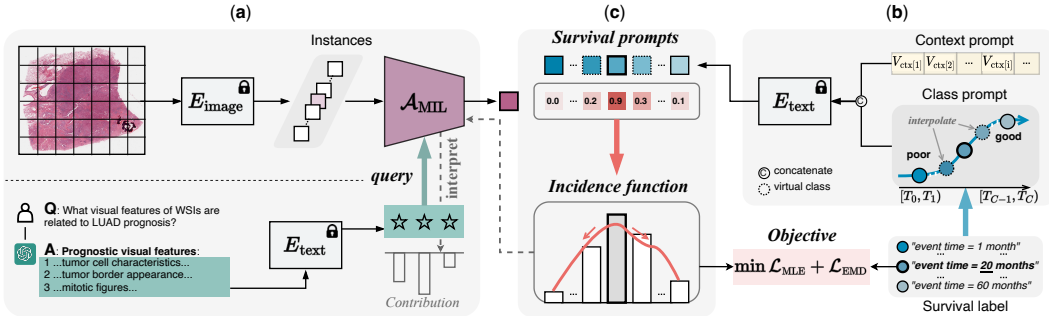 (a)
Instances
E_image
A_MIL
query
interpret
Q: What visual features of WSIs are
related to LUAD prognosis?
A: Prognostic visual features:
1 ...tumor cell characteristics...
2 ...tumor border appearance...
3 ...mitotic figures...
E_text
Contribution
(c)
Survival prompts
... ...
0.0 ... 0.2 0.9 0.3 ... 0.1
Incidence function
... ...
(b)
Context prompt
V_ctx[1] V_ctx[2] ... V_ctx[i] ...
Class prompt
E_text
C
interpolate
good
poor
C concatenate
virtual class
[T_0, T_1) [T_{C-1}, T_C)
Objective
min L_MLE + L_EMD
"event time = 1 month"
... ...
"event time = 20 months"
... ...
"event time = 60 months"
Survival label